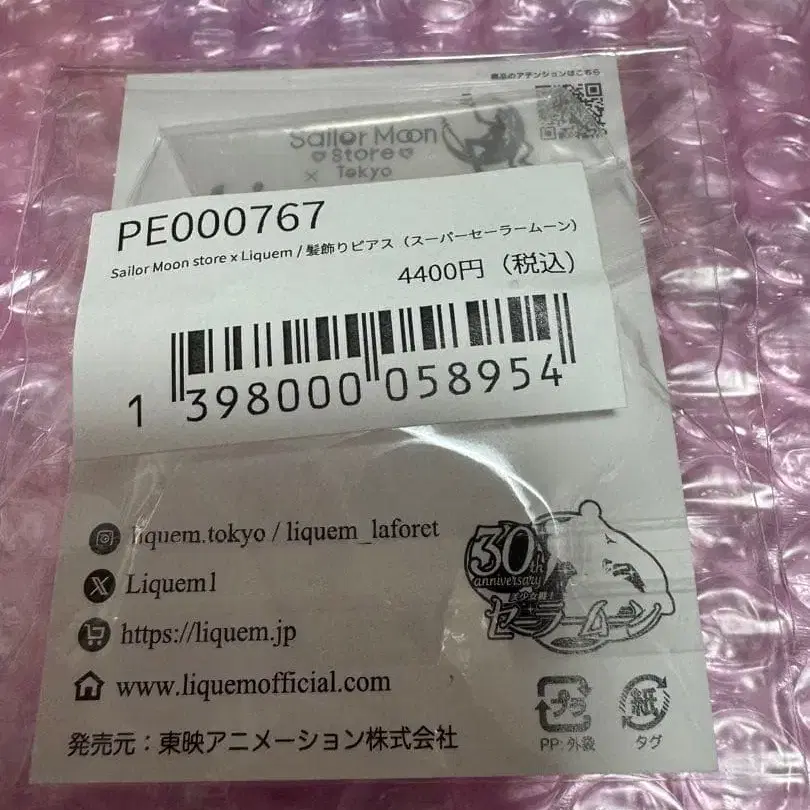 商品のアテンションはこちら
Sailor Moon
Store
× Tokyo
PE000767
Sailor Moon store x Liquem / 髪飾りピアス（スーパーセーラームーン）
4400円（税込）
1 398000 058954
liquem.tokyo / liquem_laforet
Liquem1
https://liquem.jp
www.liquemofficial.com
30th
anniversary
美少女戦士
セーラームーン
プラ
紙
PP:外袋
タグ
発売元：東映アニメーション株式会社